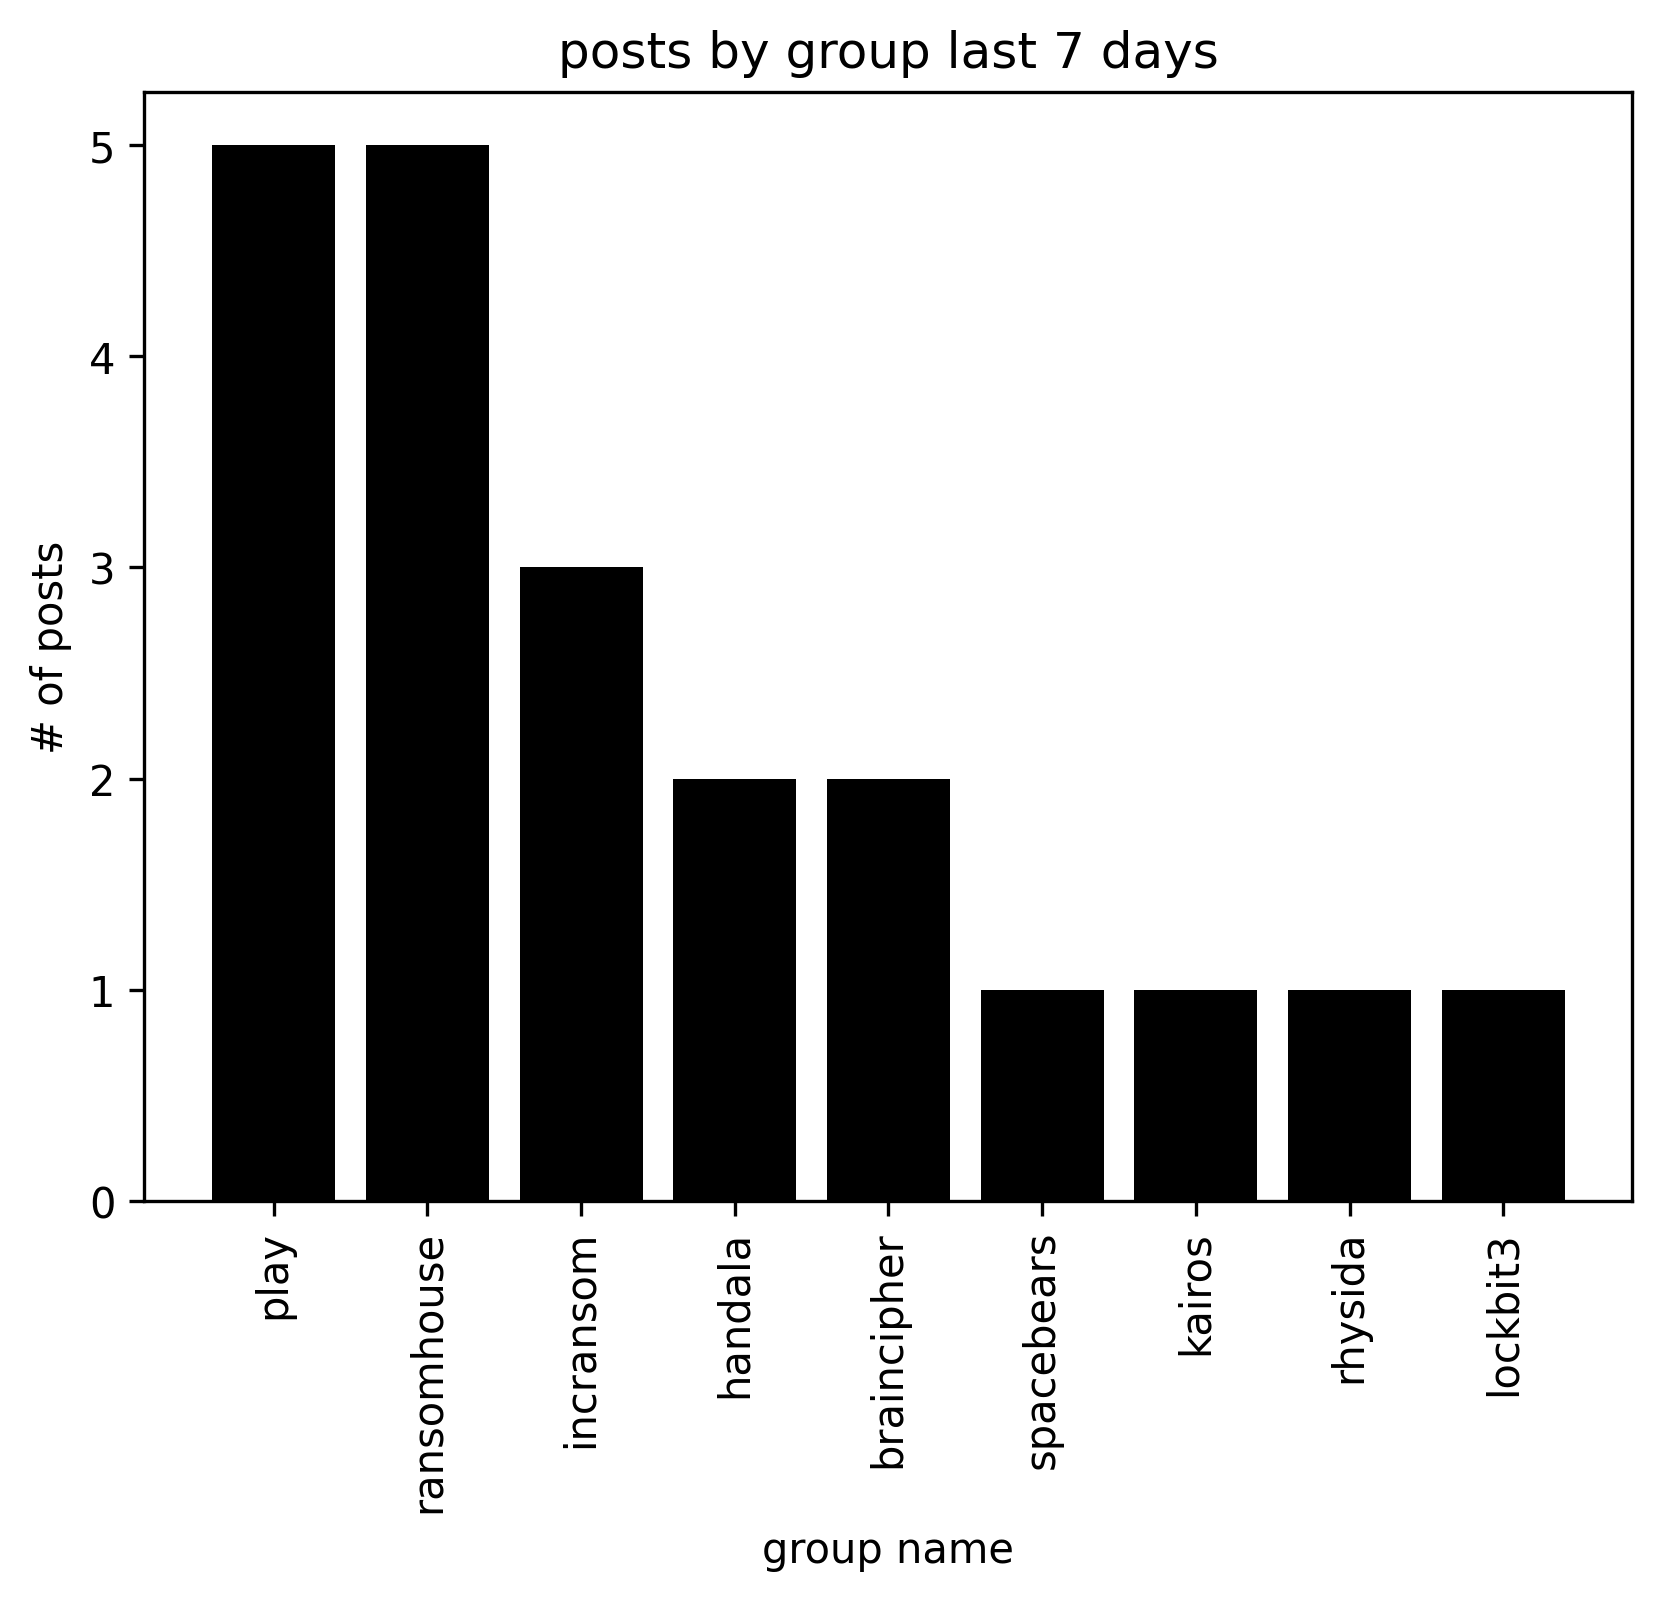 posts by group last 7 days
# of posts
5
4
3
2
1
0
play
ransomhouse
incransom
handala
braincipher
spacebears
kairos
rhysida
lockbit3
group name